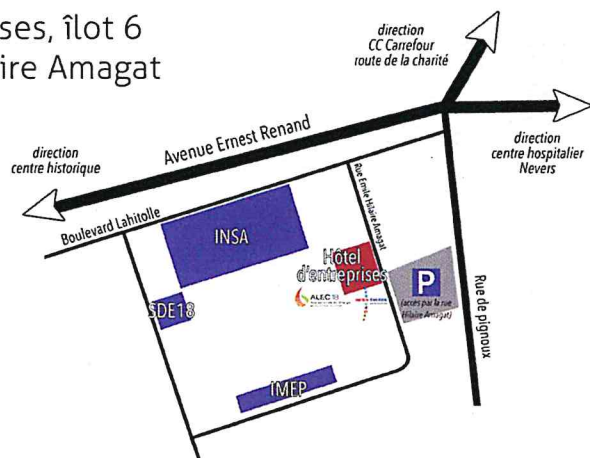 ses, îlot 6
ire Amagat
direction
CC Carrefour
route de la charité
Avenue Ernest Renand
direction
centre historique
direction
centre hospitalier
Nevers
Boulevard Lahitolle
Rue Emile Hilaire Amagat
INSA
Hôtel
d'entreprises
P
(accès par la rue
Hilaire Amagat)
Rue de pignoux
ALEC 18
SDE18
IMEP